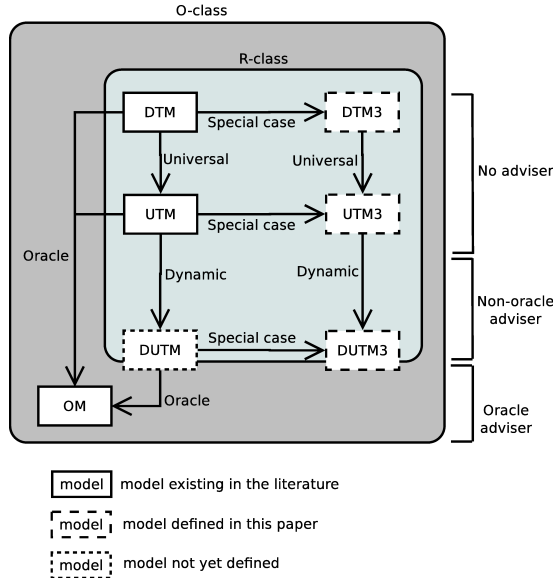 O-class
R-class
DTM
DTM3
Special case
Universal
Universal
No adviser
UTM
UTM3
Special case
Oracle
Dynamic
Dynamic
Non-oracle
adviser
Special case
DUTM
DUTM3
OM
Oracle
Oracle
adviser
model model existing in the literature
model model defined in this paper
model model not yet defined